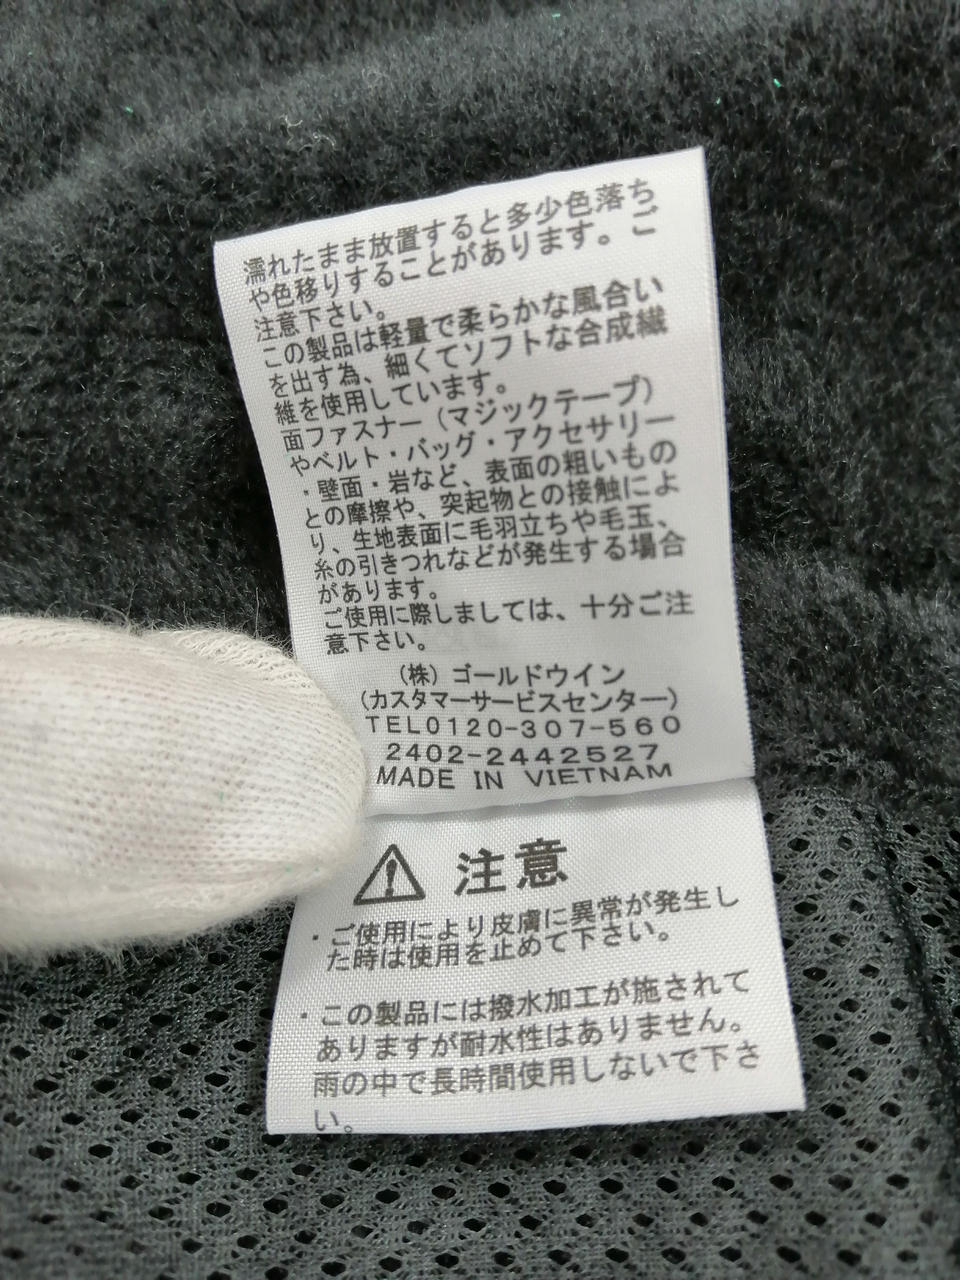 濡れたまま放置すると多少色落ち
や色移りすることがあります。ご
注意下さい。
この製品は軽量で柔らかな風合い
を出す為、細くてソフトな合成繊
維を使用しています。
面ファスナー（マジックテープ）
やベルト・バッグ・アクセサリー
・壁面・岩など、表面の粗いもの
との摩擦や、突起物との接触によ
り、生地表面に毛羽立ちや毛玉、
糸の引きつれなどが発生する場合
があります。
ご使用に際しましては、十分ご注
意下さい。
（株）ゴールドウイン
（カスタマーサービスセンター）
TEL0120-307-560
2402-2442527
MADE IN VIETNAM
注意
・ご使用により皮膚に異常が発生し
た時は使用を止めて下さい。
・この製品には撥水加工が施されて
ありますが耐水性はありません。
雨の中で長時間使用しないで下さ
い。